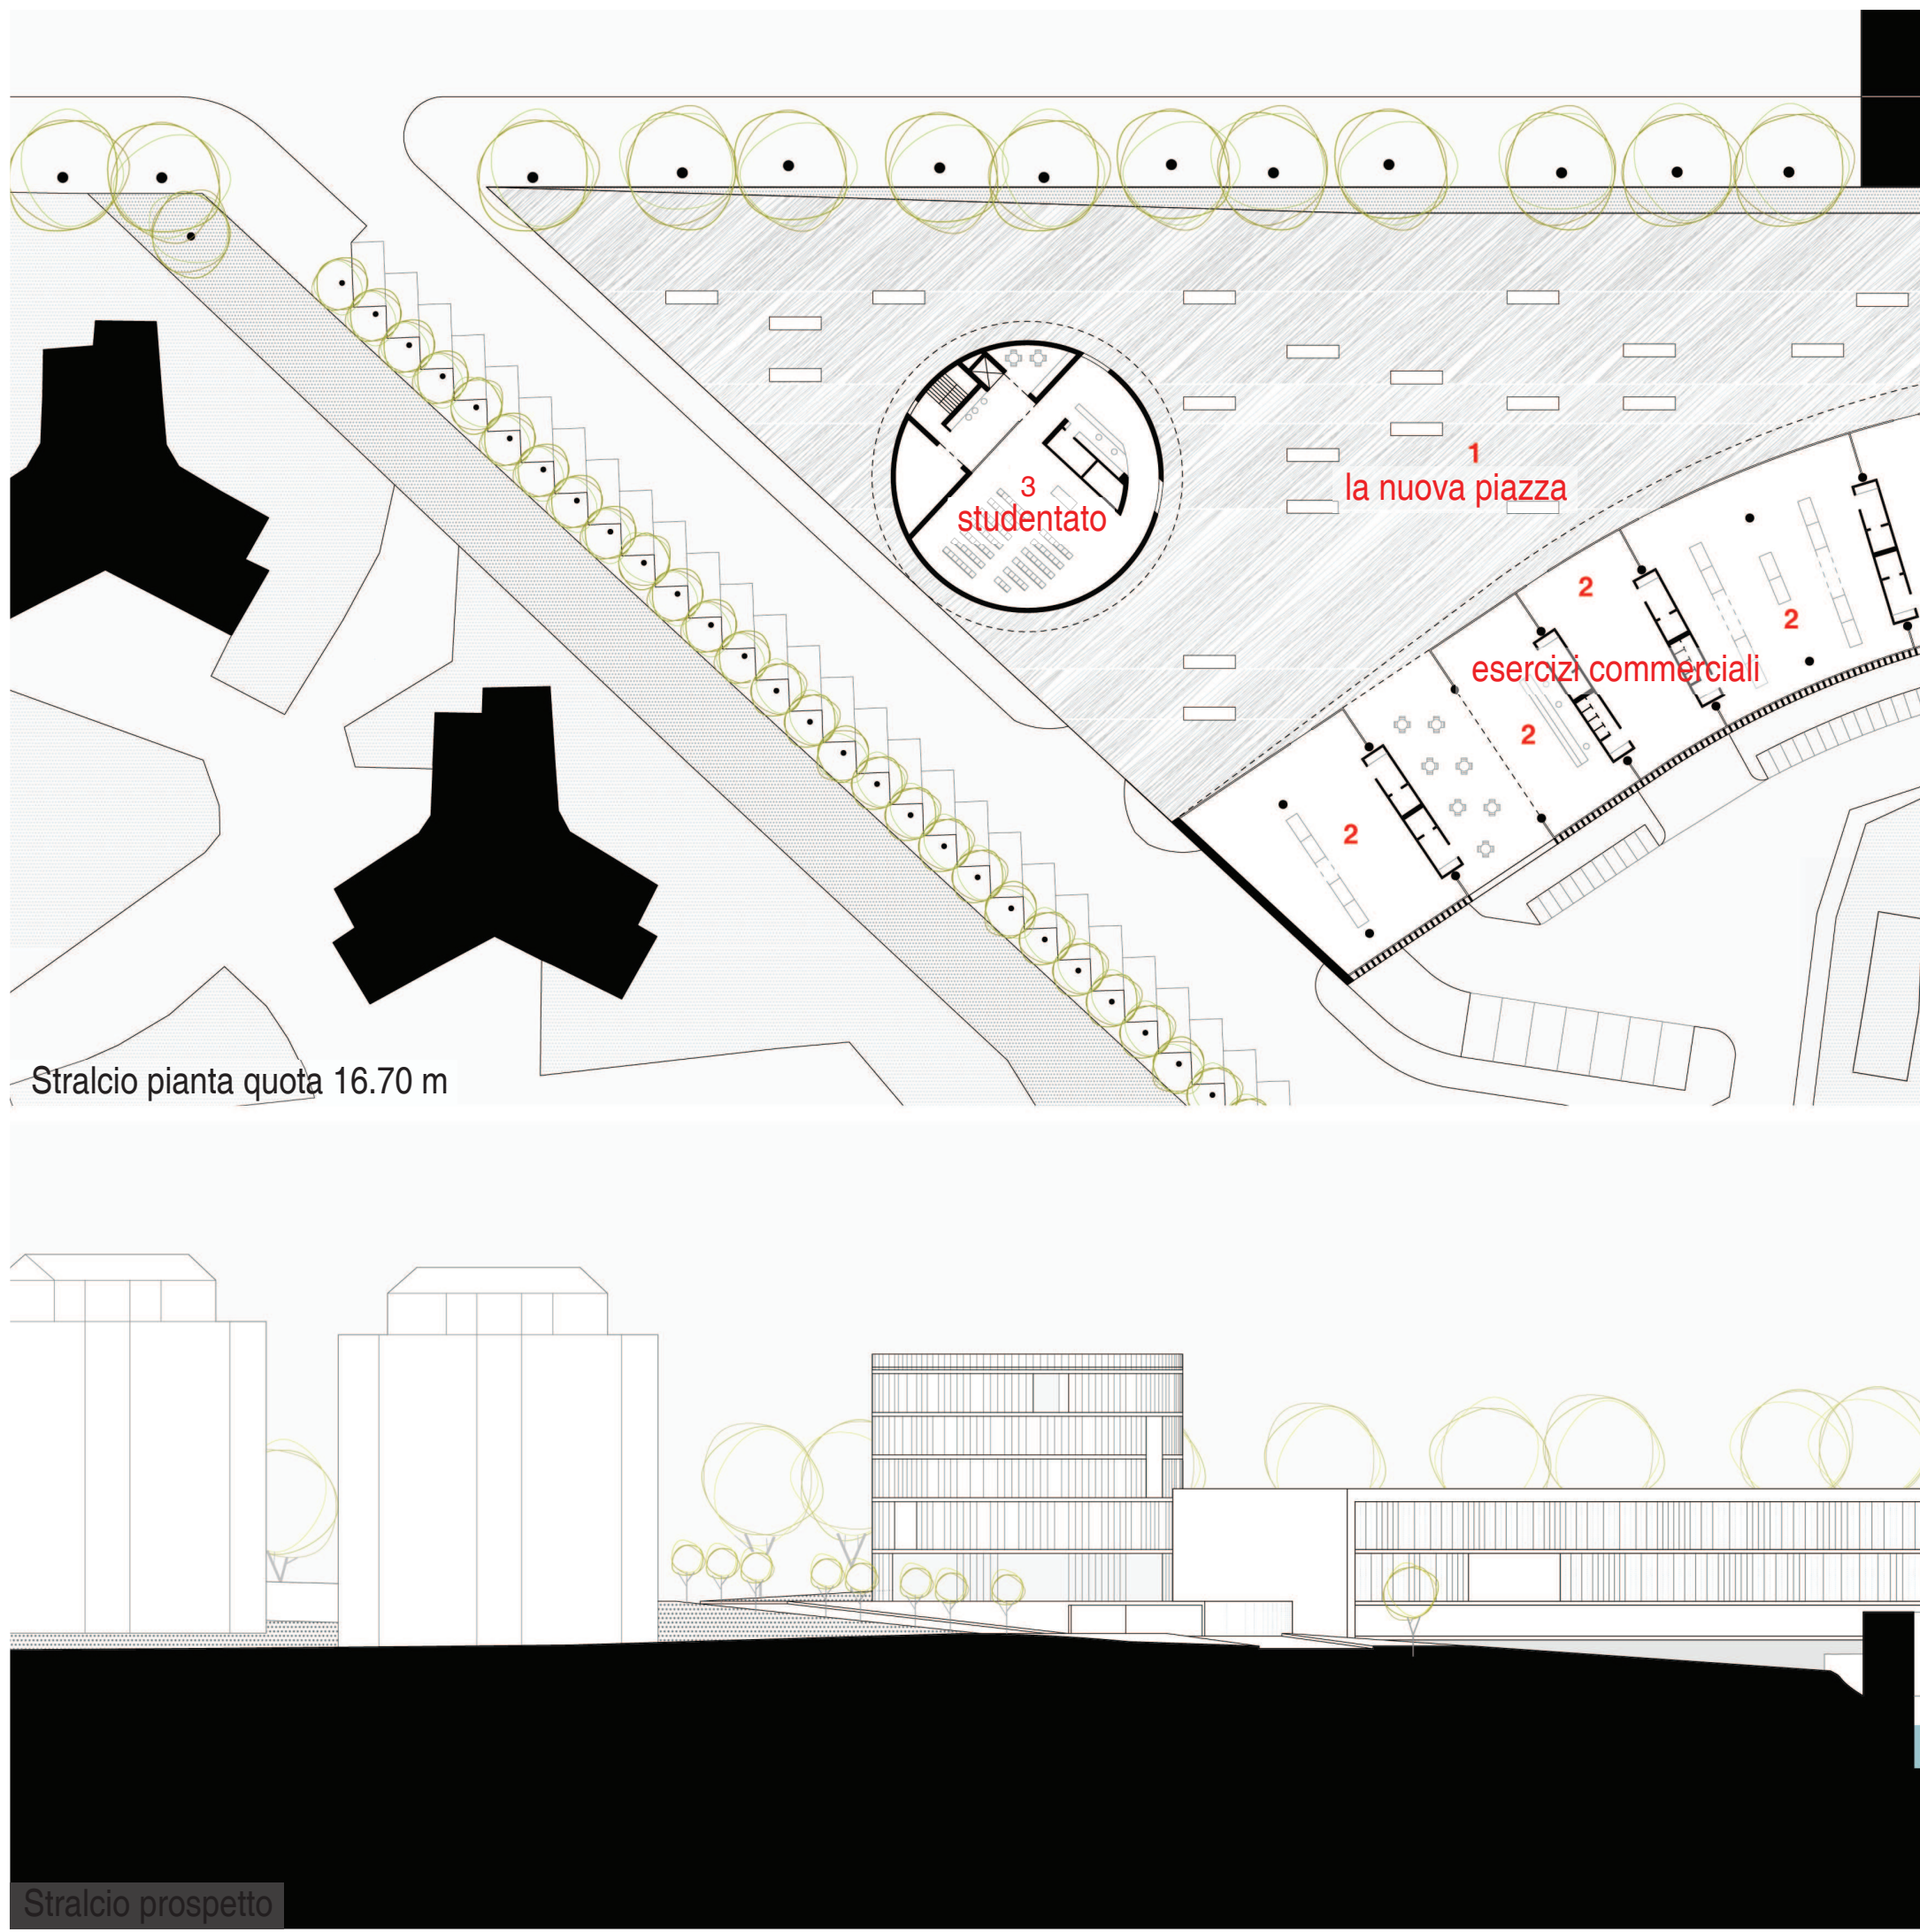 1
la nuova piazza
3
studentato
2
2
esercizi commerciali
2
2
Stralcio pianta quota 16.70 m
Stralcio prospetto